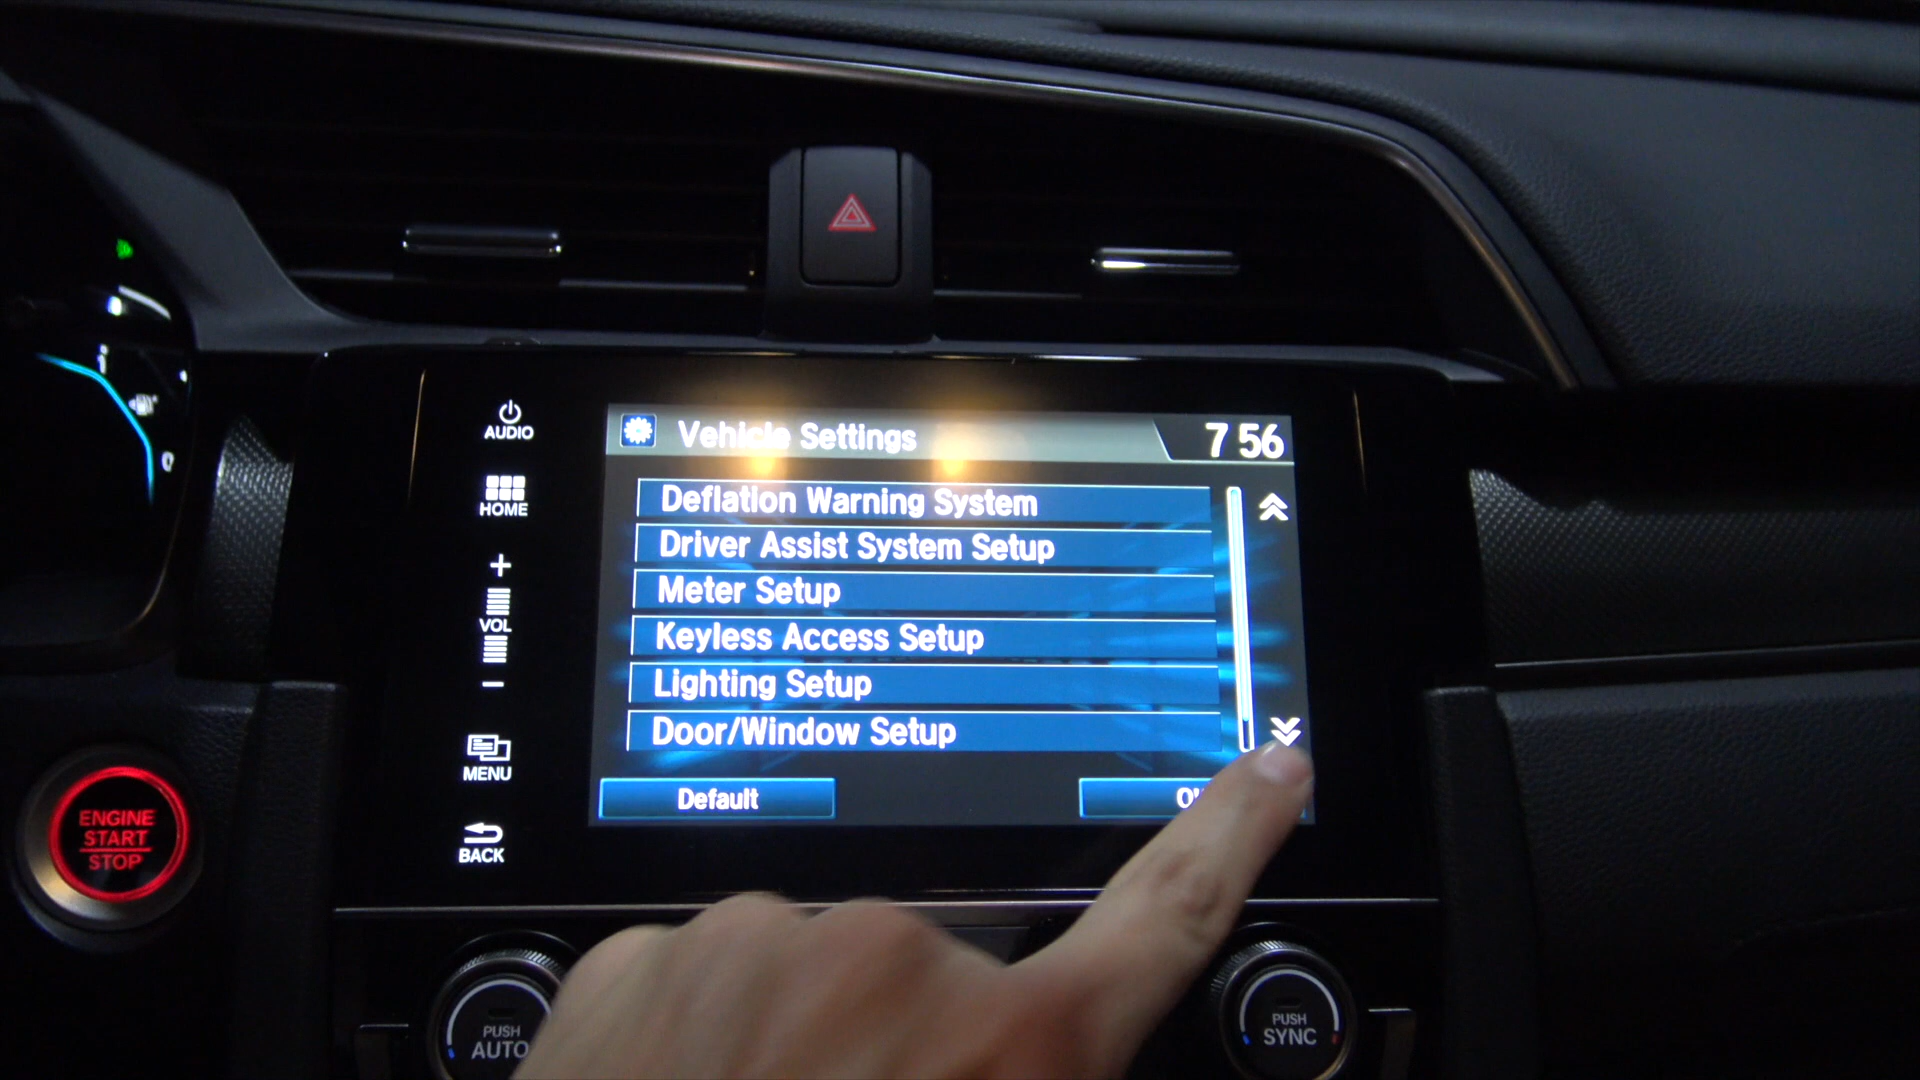 AUDIO
HOME
+
VOL
−
MENU
BACK
Vehicle Settings
7 56
Deflation Warning System
Driver Assist System Setup
Meter Setup
Keyless Access Setup
Lighting Setup
Door/Window Setup
Default
ENGINE
START
STOP
PUSH
AUTO
PUSH
SYNC
0